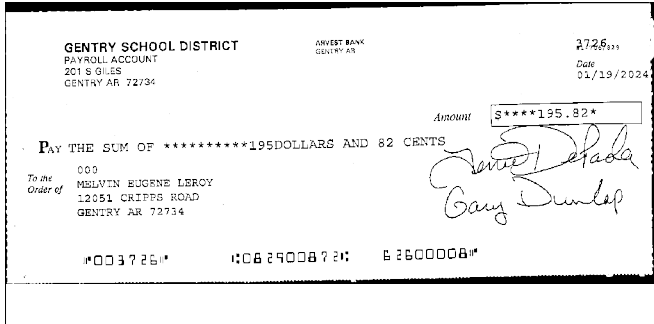 GENTRY SCHOOL DISTRICT
PAYROLL ACCOUNT
201 S GILES
GENTRY AR 72734
ARVEST BANK
GENTRY AR
3726
Date
01/19/2024
Amount $****195.82*
PAY THE SUM OF **********195DOLLARS AND 82 CENTS
To the
Order of
000
MELVIN EUGENE LEROY
12051 CRIPPS ROAD
GENTRY AR 72734
Gary Dunlap
⑈003726⑈ ⑆082900872⑆ 62600008⑈